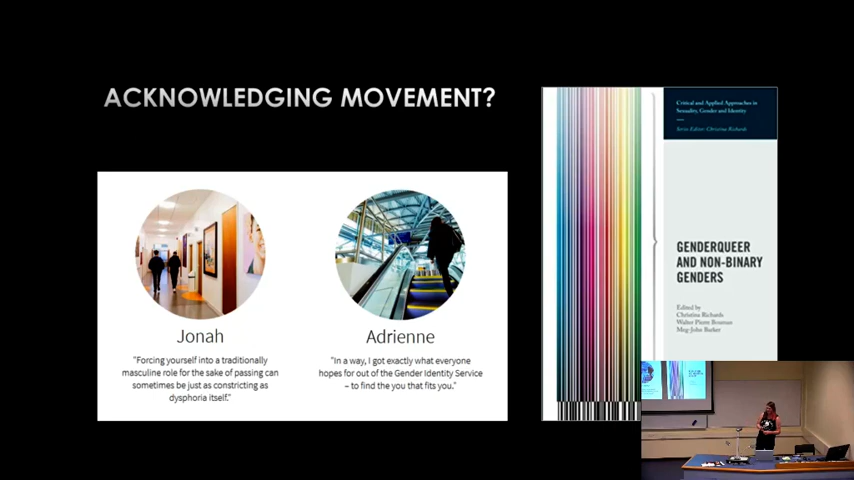 ACKNOWLEDGING MOVEMENT?
Jonah
"Forcing yourself into a traditionally
masculine role for the sake of passing can
sometimes be just as constricting as
dysphoria itself."
Adrienne
"In a way, I got exactly what everyone
hopes for out of the Gender Identity Service
– to find the you that fits you."
Critical and Applied Approaches in
Sexuality, Gender and Identity
Series Editor: Christina Richards
GENDERQUEER
AND NON-BINARY
GENDERS
Edited by
Christina Richards
Walter Pierre Bouman
Meg-John Barker